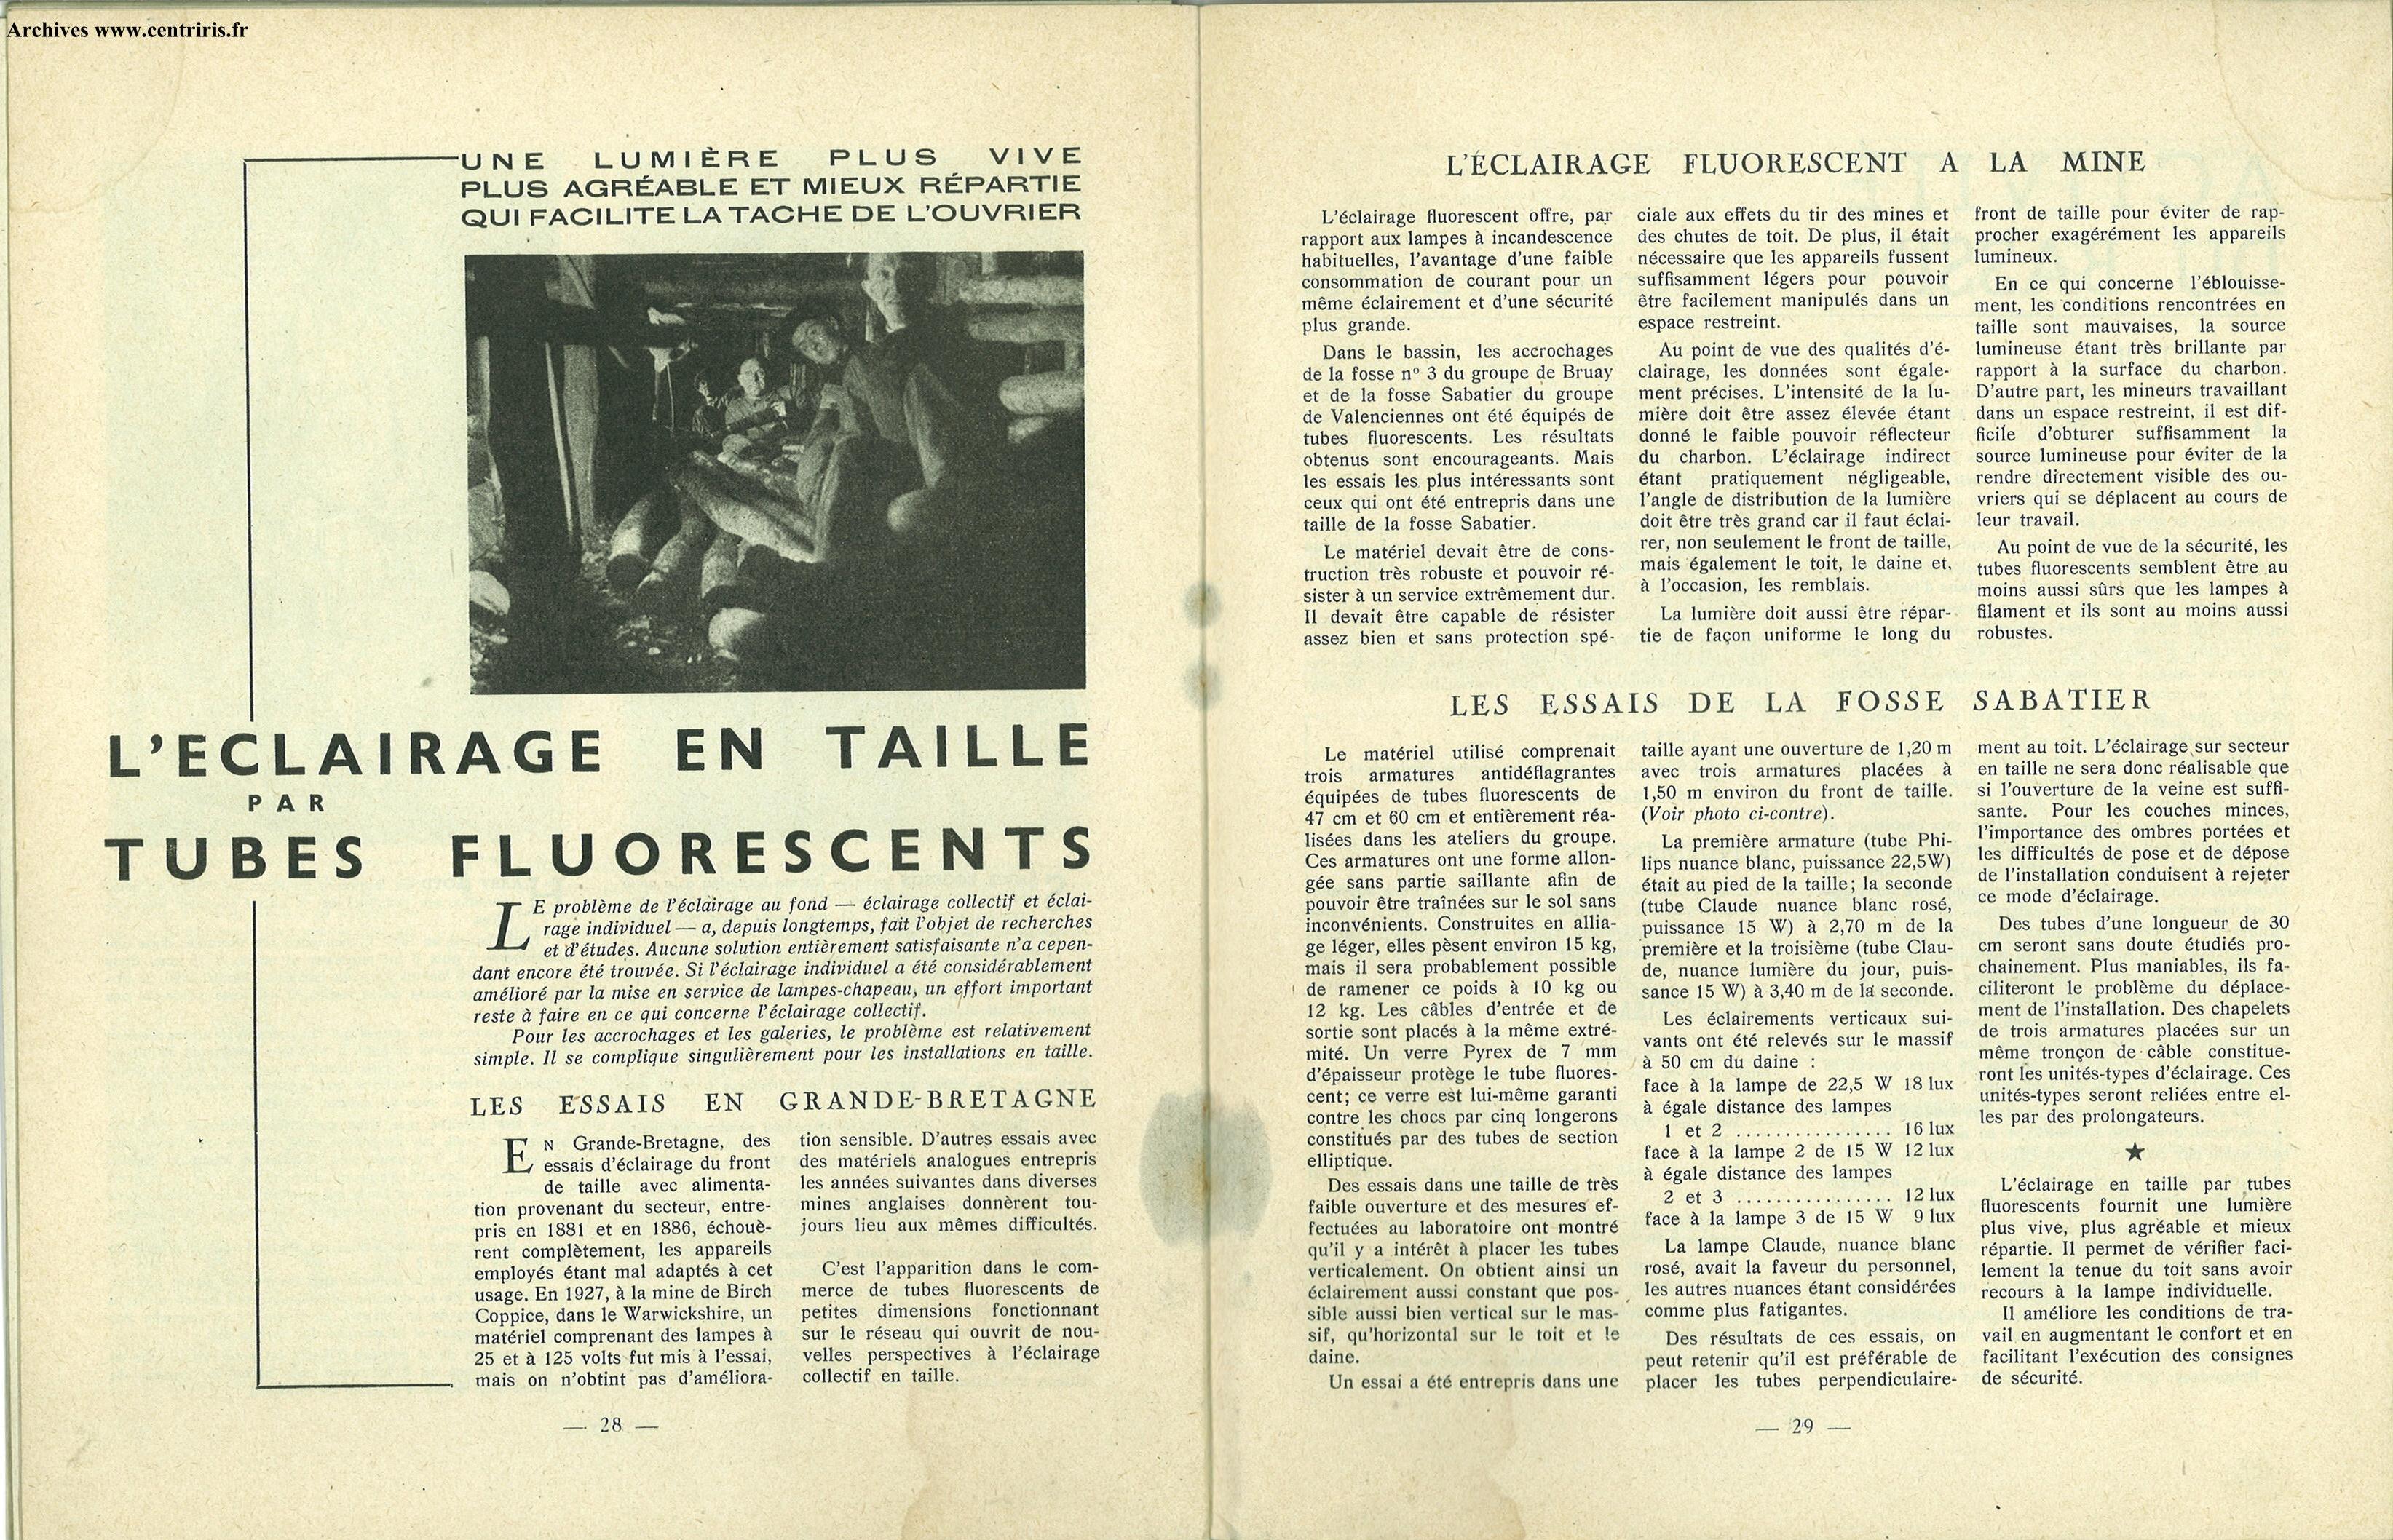 Archives www.centriris.fr
UNE LUMIÈRE PLUS VIVE
PLUS AGRÉABLE ET MIEUX RÉPARTIE
QUI FACILITE LA TACHE DE L'OUVRIER
L'ECLAIRAGE EN TAILLE
PAR
TUBES FLUORESCENTS
LE problème de l'éclairage au fond — éclairage collectif et éclai-
rage individuel — a, depuis longtemps, fait l'objet de recherches
et d'études. Aucune solution entièrement satisfaisante n'a cepen-
dant encore été trouvée. Si l'éclairage individuel a été considérablement
amélioré par la mise en service de lampes-chapeau, un effort important
reste à faire en ce qui concerne l'éclairage collectif.
Pour les accrochages et les galeries, le problème est relativement
simple. Il se complique singulièrement pour les installations en taille.
LES ESSAIS EN GRANDE-BRETAGNE
EN Grande-Bretagne, des
essais d'éclairage du front
de taille avec alimenta-
tion provenant du secteur, entre-
pris en 1881 et en 1886, échouè-
rent complètement, les appareils
employés étant mal adaptés à cet
usage. En 1927, à la mine de Birch
Coppice, dans le Warwickshire, un
matériel comprenant des lampes à
25 et à 125 volts fut mis à l'essai,
mais on n'obtint pas d'améliora-
tion sensible. D'autres essais avec
des matériels analogues entrepris
les années suivantes dans diverses
mines anglaises donnèrent tou-
jours lieu aux mêmes difficultés.
C'est l'apparition dans le com-
merce de tubes fluorescents de
petites dimensions fonctionnant
sur le réseau qui ouvrit de nou-
velles perspectives à l'éclairage
collectif en taille.
— 28 —
L'ÉCLAIRAGE FLUORESCENT A LA MINE
L'éclairage fluorescent offre, par
rapport aux lampes à incandescence
habituelles, l'avantage d'une faible
consommation de courant pour un
même éclairement et d'une sécurité
plus grande.
Dans le bassin, les accrochages
de la fosse nº 3 du groupe de Bruay
et de la fosse Sabatier du groupe
de Valenciennes ont été équipés de
tubes fluorescents. Les résultats
obtenus sont encourageants. Mais
les essais les plus intéressants sont
ceux qui ont été entrepris dans une
taille de la fosse Sabatier.
Le matériel devait être de cons-
truction très robuste et pouvoir ré-
sister à un service extrêmement dur.
Il devait être capable de résister
assez bien et sans protection spé-
ciale aux effets du tir des mines et
des chutes de toit. De plus, il était
nécessaire que les appareils fussent
suffisamment légers pour pouvoir
être facilement manipulés dans un
espace restreint.
Au point de vue des qualités d'é-
clairage, les données sont égale-
ment précises. L'intensité de la lu-
mière doit être assez élevée étant
donné le faible pouvoir réflecteur
du charbon. L'éclairage indirect
étant pratiquement négligeable,
l'angle de distribution de la lumière
doit être très grand car il faut éclai-
rer, non seulement le front de taille,
mais également le toit, le daine et,
à l'occasion, les remblais.
La lumière doit aussi être répar-
tie de façon uniforme le long du
front de taille pour éviter de rap-
procher exagérément les appareils
lumineux.
En ce qui concerne l'éblouisse-
ment, les conditions rencontrées en
taille sont mauvaises, la source
lumineuse étant très brillante par
rapport à la surface du charbon.
D'autre part, les mineurs travaillant
dans un espace restreint, il est dif-
ficile d'obturer suffisamment la
source lumineuse pour éviter de la
rendre directement visible des ou-
vriers qui se déplacent au cours de
leur travail.
Au point de vue de la sécurité, les
tubes fluorescents semblent être au
moins aussi sûrs que les lampes à
filament et ils sont au moins aussi
robustes.
LES ESSAIS DE LA FOSSE SABATIER
Le matériel utilisé comprenait
trois armatures antidéflagrantes
équipées de tubes fluorescents de
47 cm et 60 cm et entièrement réa-
lisées dans les ateliers du groupe.
Ces armatures ont une forme allon-
gée sans partie saillante afin de
pouvoir être traînées sur le sol sans
inconvénients. Construites en allia-
ge léger, elles pèsent environ 15 kg,
mais il sera probablement possible
de ramener ce poids à 10 kg ou
12 kg. Les câbles d'entrée et de
sortie sont placés à la même extré-
mité. Un verre Pyrex de 7 mm
d'épaisseur protège le tube fluores-
cent; ce verre est lui-même garanti
contre les chocs par cinq longerons
constitués par des tubes de section
elliptique.
Des essais dans une taille de très
faible ouverture et des mesures ef-
fectuées au laboratoire ont montré
qu'il y a intérêt à placer les tubes
verticalement. On obtient ainsi un
éclairement aussi constant que pos-
sible aussi bien vertical sur le mas-
sif, qu'horizontal sur le toit et le
daine.
Un essai a été entrepris dans une
taille ayant une ouverture de 1,20 m
avec trois armatures placées à
1,50 m environ du front de taille.
(Voir photo ci-contre).
La première armature (tube Phi-
lips nuance blanc, puissance 22,5W)
était au pied de la taille; la seconde
(tube Claude nuance blanc rosé,
puissance 15 W) à 2,70 m de la
première et la troisième (tube Clau-
de, nuance lumière du jour, puis-
sance 15 W) à 3,40 m de la seconde.
Les éclairements verticaux sui-
vants ont été relevés sur le massif
à 50 cm du daine :
face à la lampe de 22,5 W 18 lux
à égale distance des lampes
1 et 2 ................ 16 lux
face à la lampe 2 de 15 W 12 lux
à égale distance des lampes
2 et 3 ................ 12 lux
face à la lampe 3 de 15 W 9 lux
La lampe Claude, nuance blanc
rosé, avait la faveur du personnel,
les autres nuances étant considérées
comme plus fatigantes.
Des résultats de ces essais, on
peut retenir qu'il est préférable de
placer les tubes perpendiculaire-
ment au toit. L'éclairage sur secteur
en taille ne sera donc réalisable que
si l'ouverture de la veine est suffi-
sante. Pour les couches minces,
l'importance des ombres portées et
les difficultés de pose et de dépose
de l'installation conduisent à rejeter
ce mode d'éclairage.
Des tubes d'une longueur de 30
cm seront sans doute étudiés pro-
chainement. Plus maniables, ils fa-
ciliteront le problème du déplace-
ment de l'installation. Des chapelets
de trois armatures placées sur un
même tronçon de câble constitue-
ront les unités-types d'éclairage. Ces
unités-types seront reliées entre el-
les par des prolongateurs.
★
L'éclairage en taille par tubes
fluorescents fournit une lumière
plus vive, plus agréable et mieux
répartie. Il permet de vérifier faci-
lement la tenue du toit sans avoir
recours à la lampe individuelle.
Il améliore les conditions de tra-
vail en augmentant le confort et en
facilitant l'exécution des consignes
de sécurité.
— 29 —